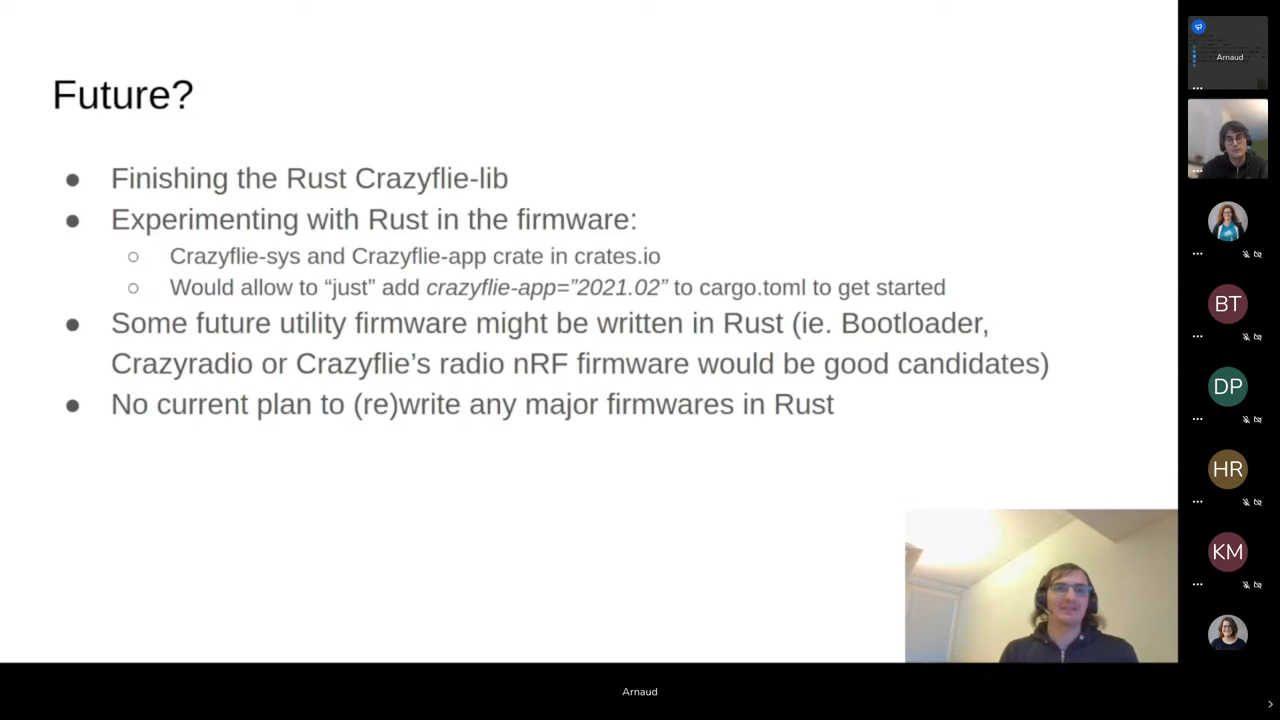 Future?
● Finishing the Rust Crazyflie-lib
● Experimenting with Rust in the firmware:
○ Crazyflie-sys and Crazyflie-app crate in crates.io
○ Would allow to “just” add crazyflie-app=”2021.02” to cargo.toml to get started
● Some future utility firmware might be written in Rust (ie. Bootloader,
Crazyradio or Crazyflie’s radio nRF firmware would be good candidates)
● No current plan to (re)write any major firmwares in Rust
Arnaud
BT
DP
HR
KM
Arnaud